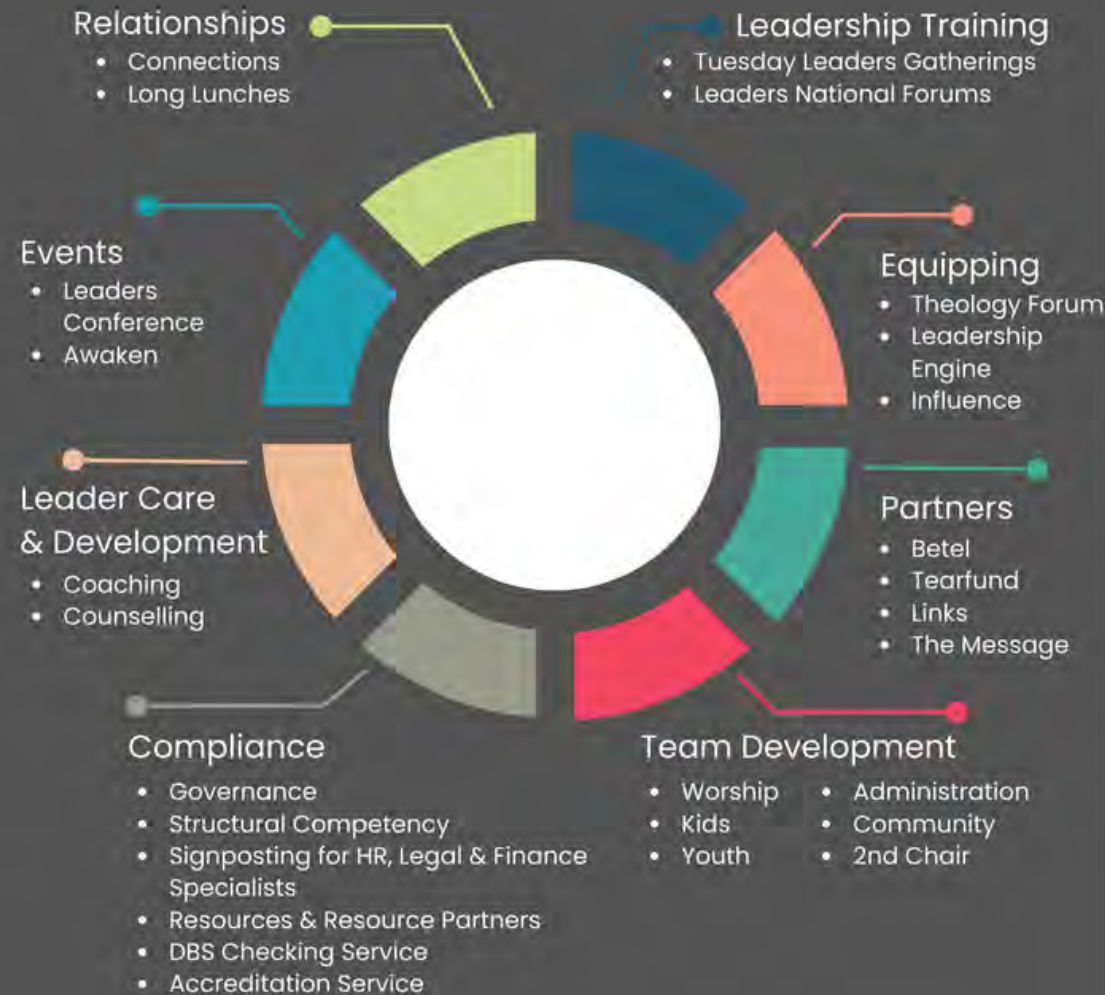 Relationships
• Connections
• Long Lunches
Leadership Training
• Tuesday Leaders Gatherings
• Leaders National Forums
Events
• Leaders
Conference
• Awaken
Equipping
• Theology Forum
• Leadership
Engine
• Influence
Leader Care
& Development
• Coaching
• Counselling
Partners
• Betel
• Tearfund
• Links
• The Message
Compliance
• Governance
• Structural Competency
• Signposting for HR, Legal & Finance
Specialists
• Resources & Resource Partners
• DBS Checking Service
• Accreditation Service
Team Development
• Worship
• Kids
• Youth
• Administration
• Community
• 2nd Chair